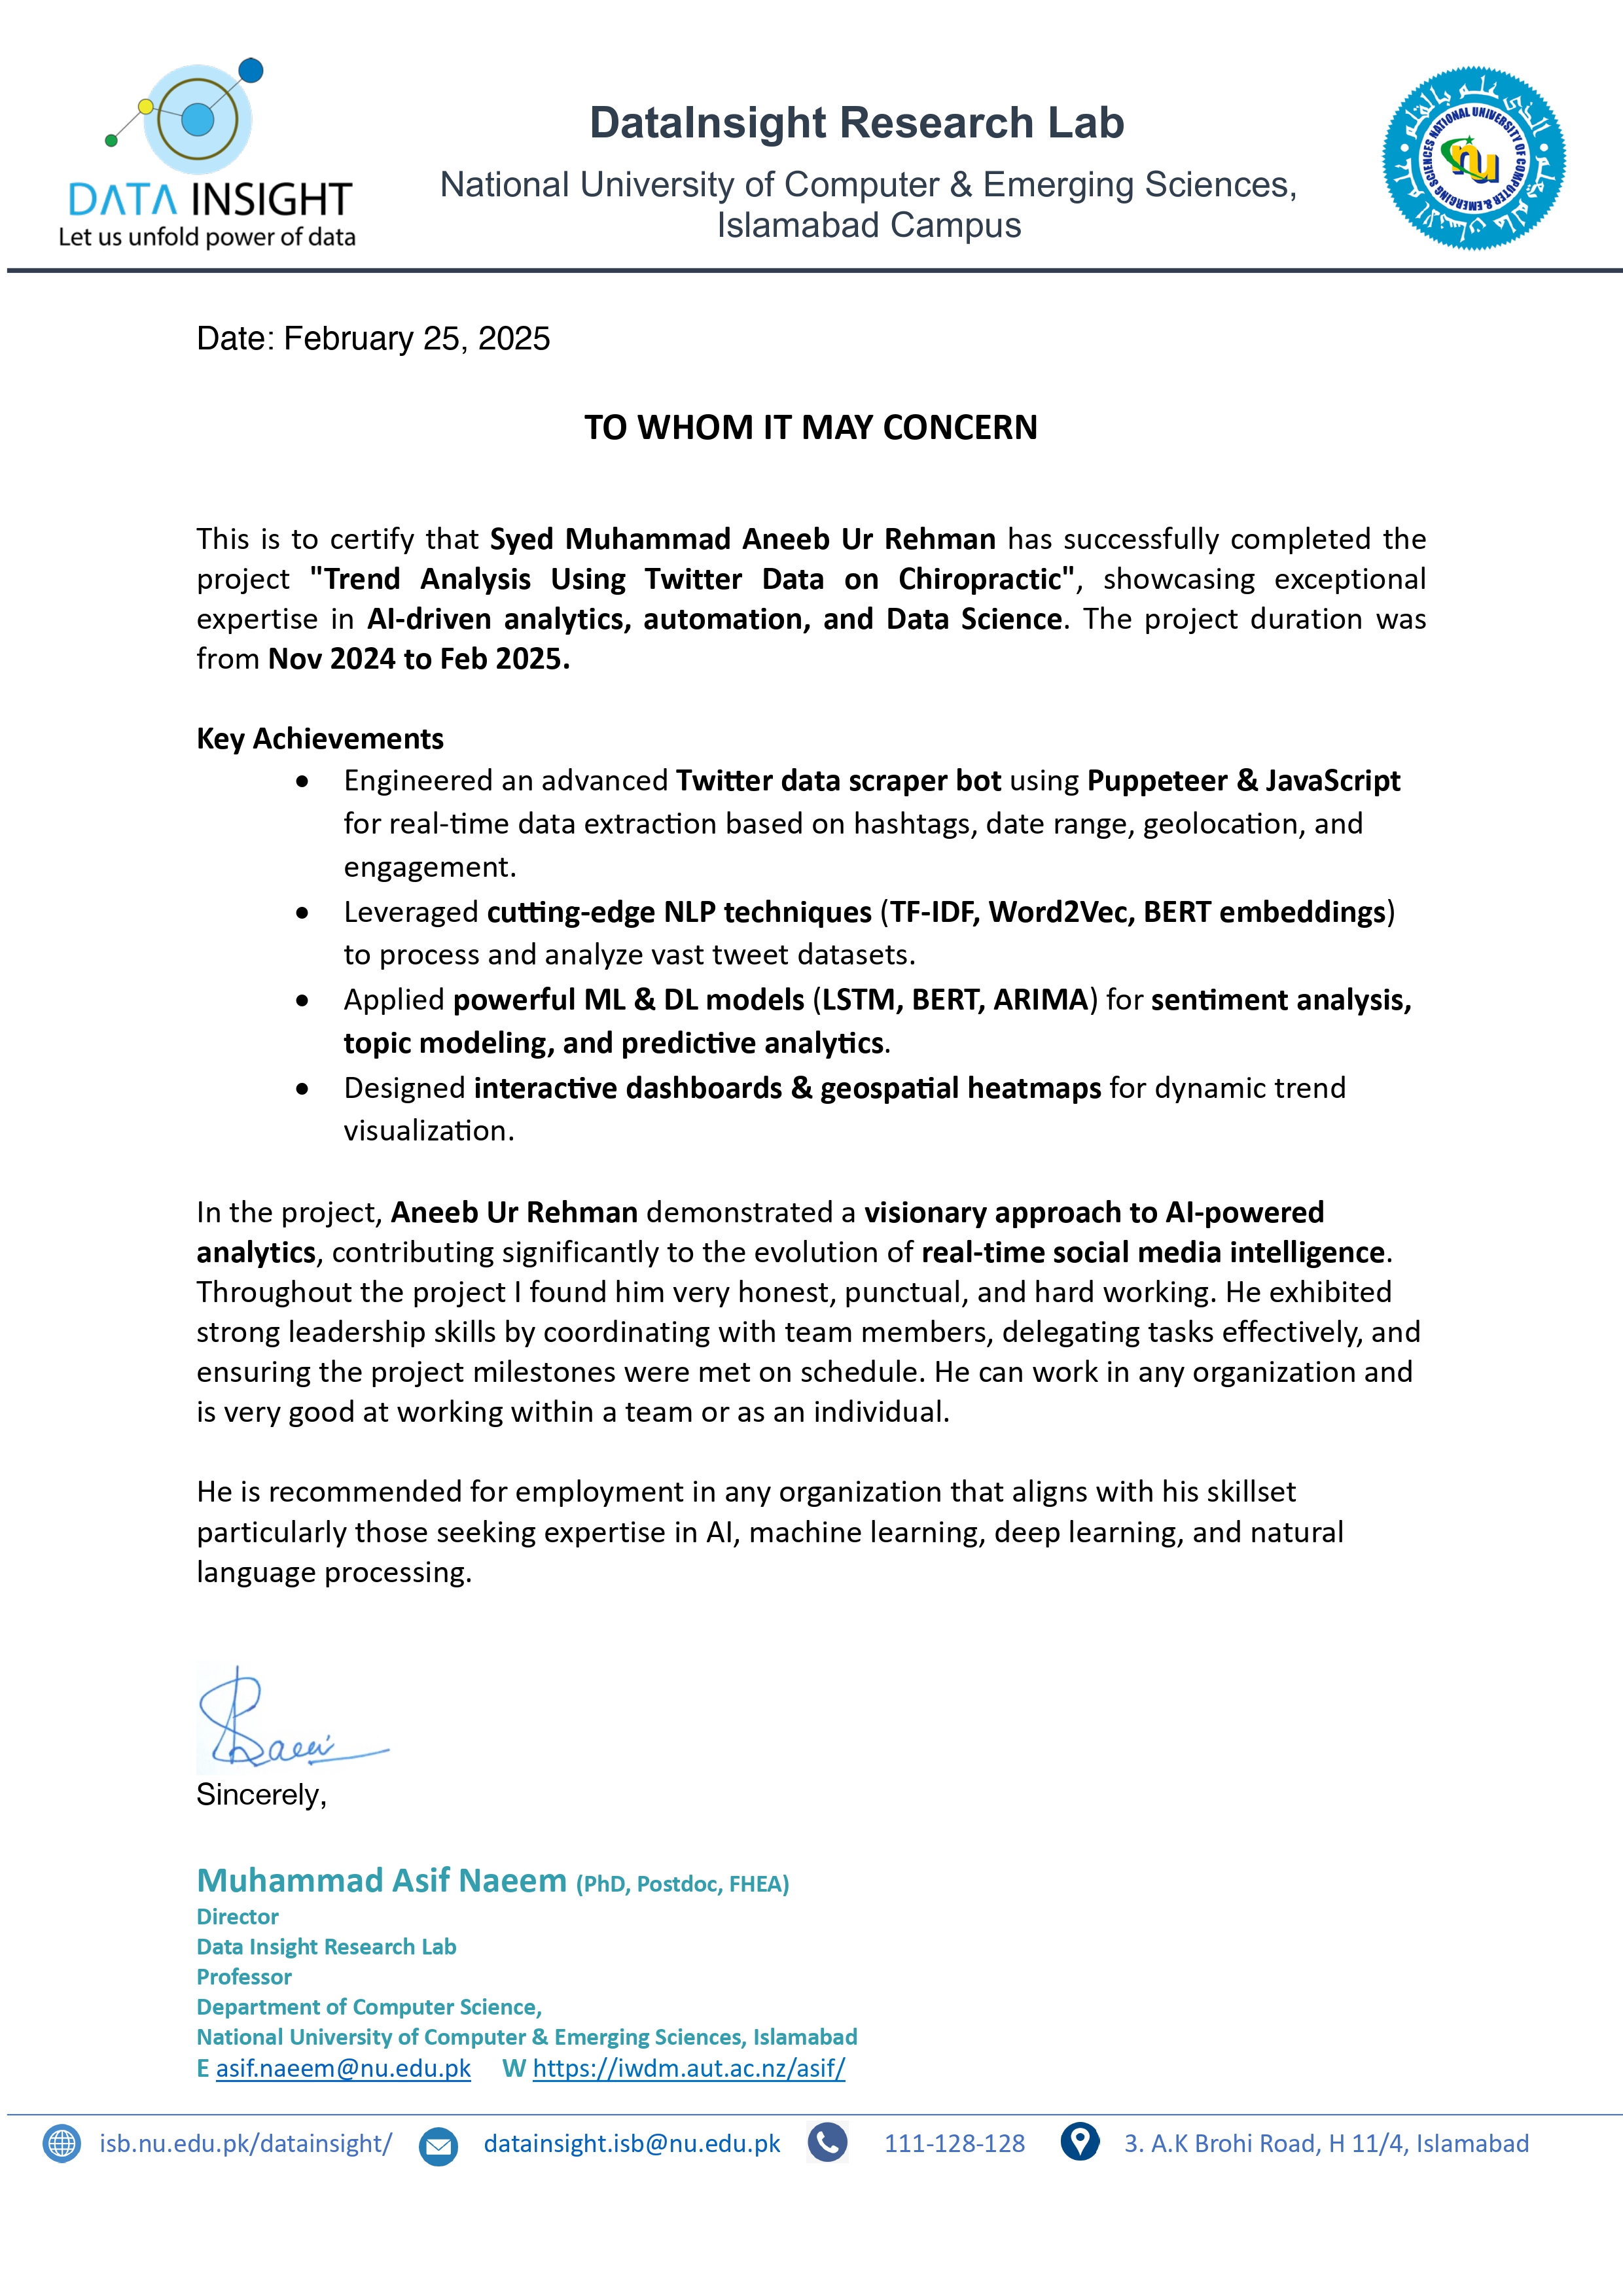 DATA INSIGHT
Let us unfold power of data
DataInsight Research Lab
National University of Computer & Emerging Sciences,
Islamabad Campus
NATIONAL UNIVERSITY OF COMPUTER & EMERGING SCIENCES
nu
Date: February 25, 2025
TO WHOM IT MAY CONCERN
This is to certify that Syed Muhammad Aneeb Ur Rehman has successfully completed the
project "Trend Analysis Using Twitter Data on Chiropractic", showcasing exceptional
expertise in AI-driven analytics, automation, and Data Science. The project duration was
from Nov 2024 to Feb 2025.
Key Achievements
• Engineered an advanced Twitter data scraper bot using Puppeteer & JavaScript
for real-time data extraction based on hashtags, date range, geolocation, and
engagement.
• Leveraged cutting-edge NLP techniques (TF-IDF, Word2Vec, BERT embeddings)
to process and analyze vast tweet datasets.
• Applied powerful ML & DL models (LSTM, BERT, ARIMA) for sentiment analysis,
topic modeling, and predictive analytics.
• Designed interactive dashboards & geospatial heatmaps for dynamic trend
visualization.
In the project, Aneeb Ur Rehman demonstrated a visionary approach to AI-powered
analytics, contributing significantly to the evolution of real-time social media intelligence.
Throughout the project I found him very honest, punctual, and hard working. He exhibited
strong leadership skills by coordinating with team members, delegating tasks effectively, and
ensuring the project milestones were met on schedule. He can work in any organization and
is very good at working within a team or as an individual.
He is recommended for employment in any organization that aligns with his skillset
particularly those seeking expertise in AI, machine learning, deep learning, and natural
language processing.
Sincerely,
Muhammad Asif Naeem (PhD, Postdoc, FHEA)
Director
Data Insight Research Lab
Professor
Department of Computer Science,
National University of Computer & Emerging Sciences, Islamabad
E asif.naeem@nu.edu.pk W https://iwdm.aut.ac.nz/asif/
isb.nu.edu.pk/datainsight/ datainsight.isb@nu.edu.pk 111-128-128 3. A.K Brohi Road, H 11/4, Islamabad